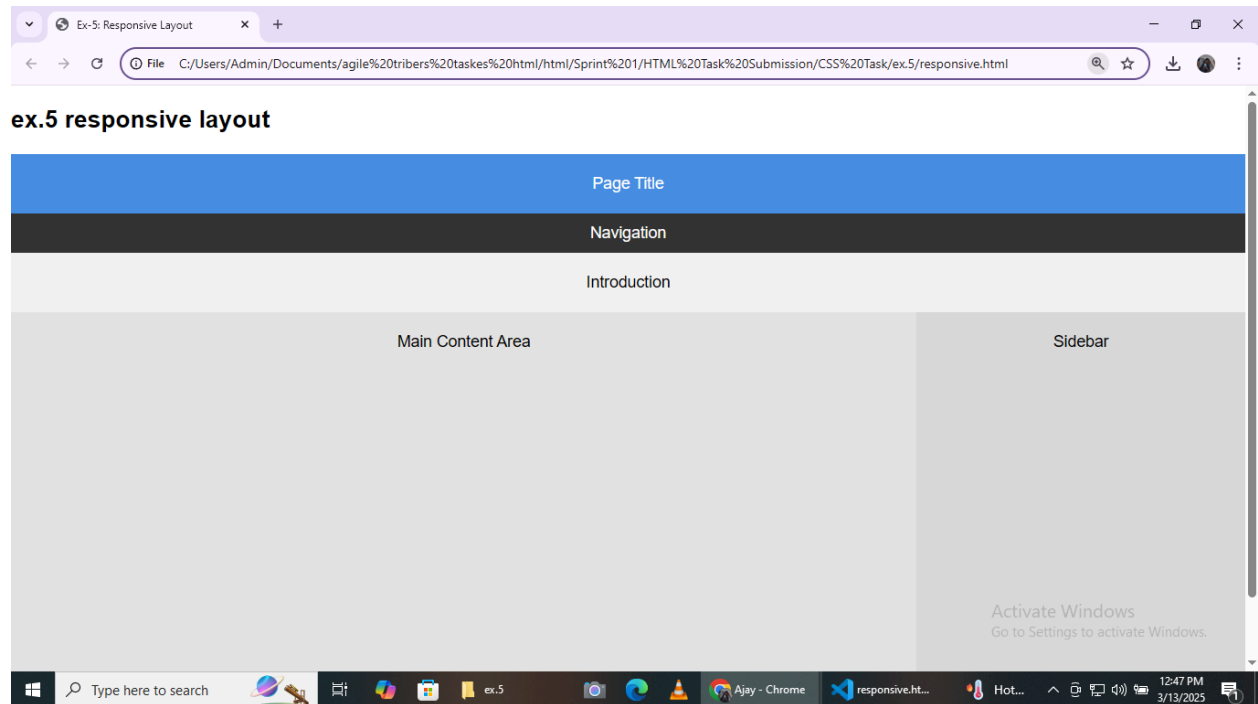 Ex-5: Responsive Layout
File C:/Users/Admin/Documents/agile%20tribers%20taskes%20html/html/Sprint%201/HTML%20Task%20Submission/CSS%20Task/ex.5/responsive.html
ex.5 responsive layout
Page Title
Navigation
Introduction
Main Content Area
Sidebar
Activate Windows
Go to Settings to activate Windows.
Type here to search
ex.5
Ajay - Chrome
responsive.ht...
Hot...
12:47 PM
3/13/2025
1